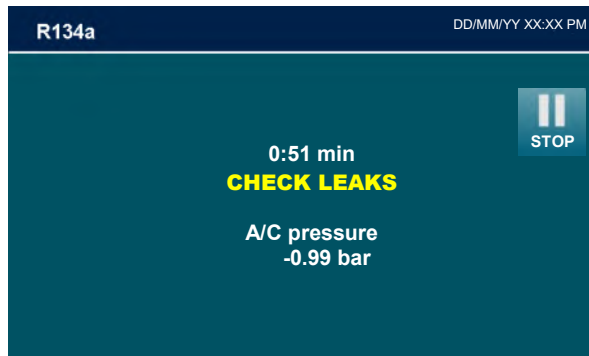 R134a
DD/MM/YY XX:XX PM
STOP
0:51 min
CHECK LEAKS
A/C pressure
-0.99 bar